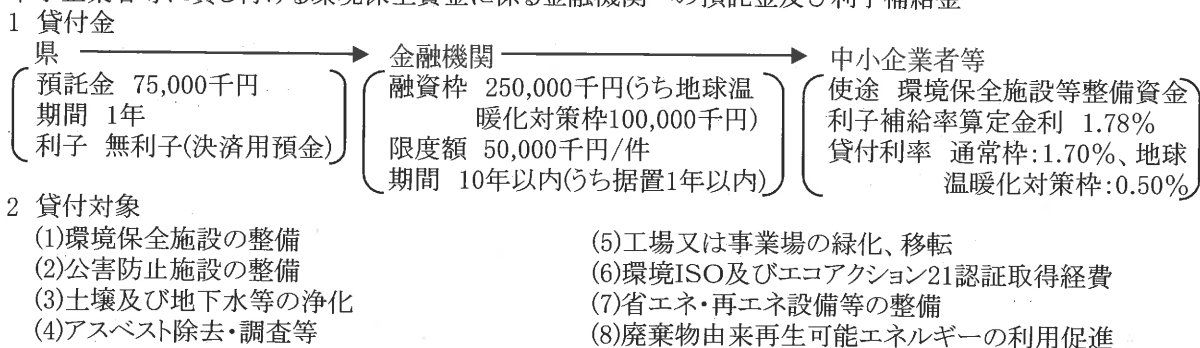 1 貸付金
県 → 金融機関 → 中小企業者等
預託金 75,000千円
期間 1年
利子 無利子(決済用預金)
融資枠 250,000千円(うち地球温
暖化対策枠100,000千円)
限度額 50,000千円/件
期間 10年以内(うち据置1年以内)
使途 環境保全施設等整備資金
利子補給率算定金利 1.78%
貸付利率 通常枠:1.70%、地球
温暖化対策枠:0.50%
2 貸付対象
(1)環境保全施設の整備
(2)公害防止施設の整備
(3)土壌及び地下水等の浄化
(4)アスベスト除去・調査等
(5)工場又は事業場の緑化、移転
(6)環境ISO及びエコアクション21認証取得経費
(7)省エネ・再エネ設備等の整備
(8)廃棄物由来再生可能エネルギーの利用促進